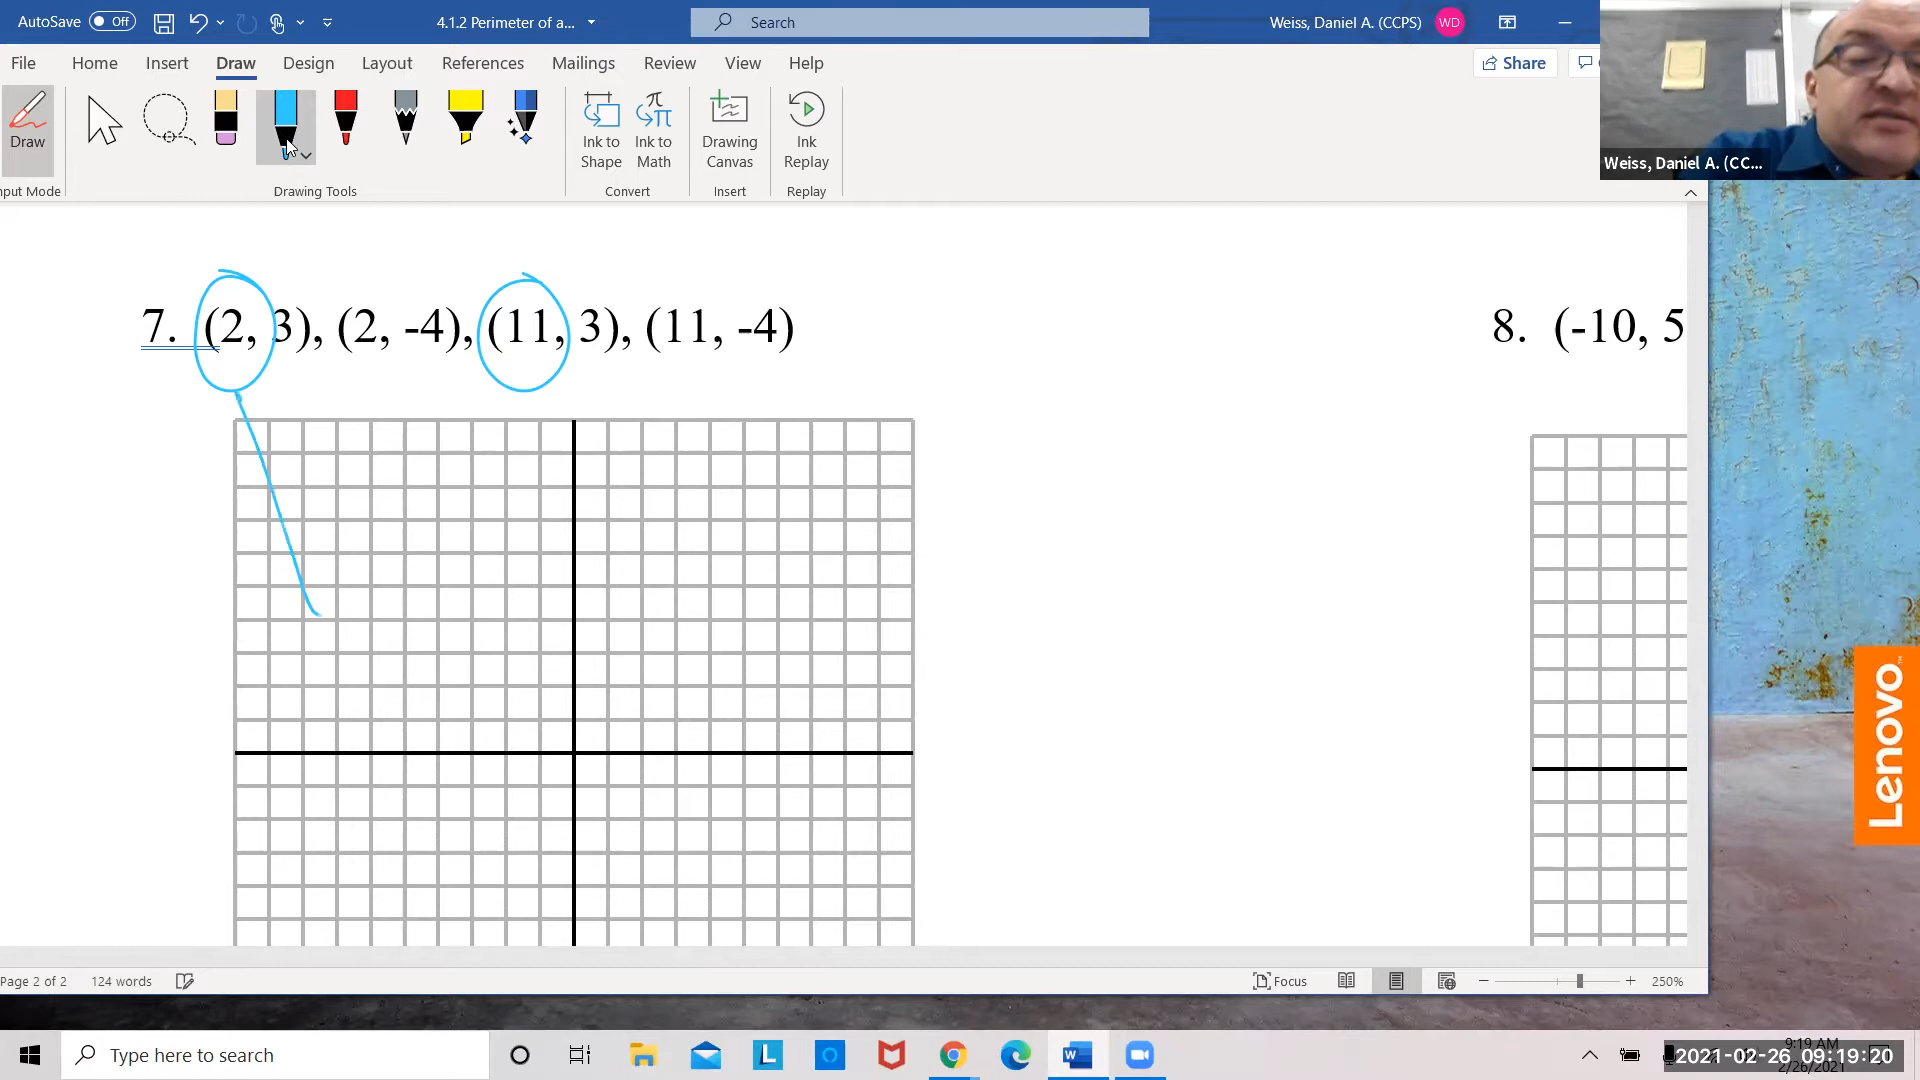 AutoSave Off 4.1.2 Perimeter of a... Search Weiss, Daniel A. (CCPS) WD
File Home Insert Draw Design Layout References Mailings Review View Help Share
Draw Ink to Shape Ink to Math Drawing Canvas Ink Replay
nput Mode Drawing Tools Convert Insert Replay
Weiss, Daniel A. (CC...
7. (2, 3), (2, -4), (11, 3), (11, -4)
8. (-10, 5
Lenovo
Page 2 of 2 124 words Focus 250%
Type here to search
9:19 AM
2021-02-26 09:19:20
2/26/2021